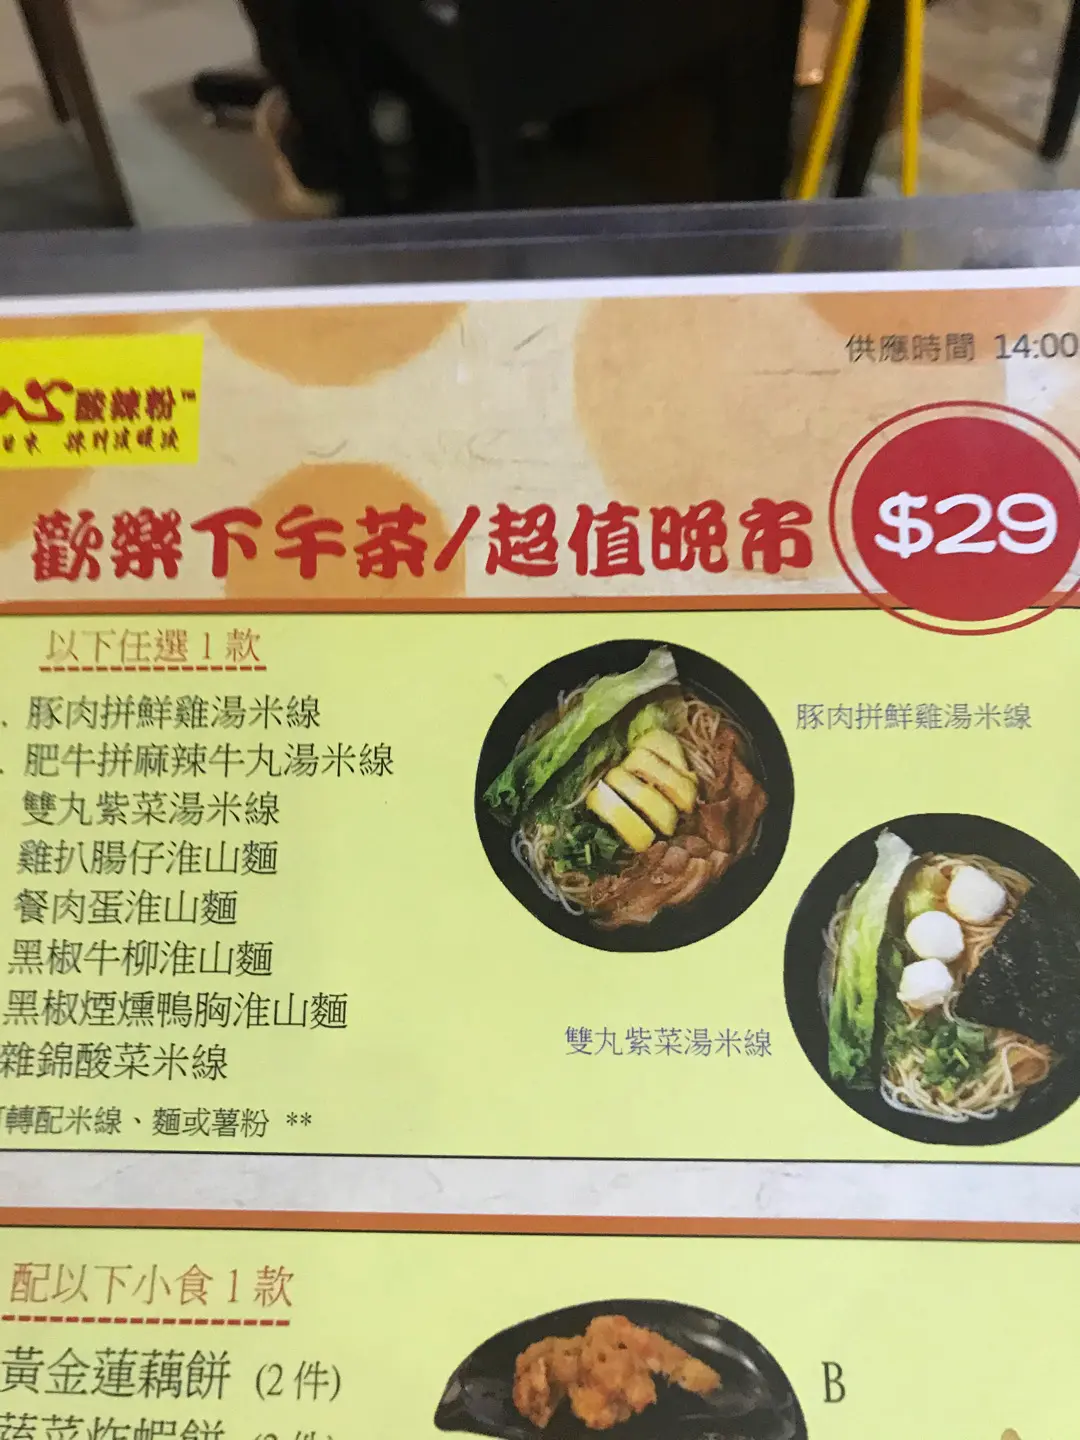 供應時間 14:00
心 酸辣粉
歡樂下午茶/超值晚市
$29
以下任選1款
豚肉拼鮮雞湯米線
肥牛拼麻辣牛丸湯米線
雙丸紫菜湯米線
雞扒腸仔淮山麵
餐肉蛋淮山麵
黑椒牛柳淮山麵
黑椒煙燻鴨胸淮山麵
雜錦酸菜米線
轉配米線、麵或薯粉 **
豚肉拼鮮雞湯米線
雙丸紫菜湯米線
配以下小食1款
黃金蓮藕餅 (2件)
蔬菜炸蝦餅
B